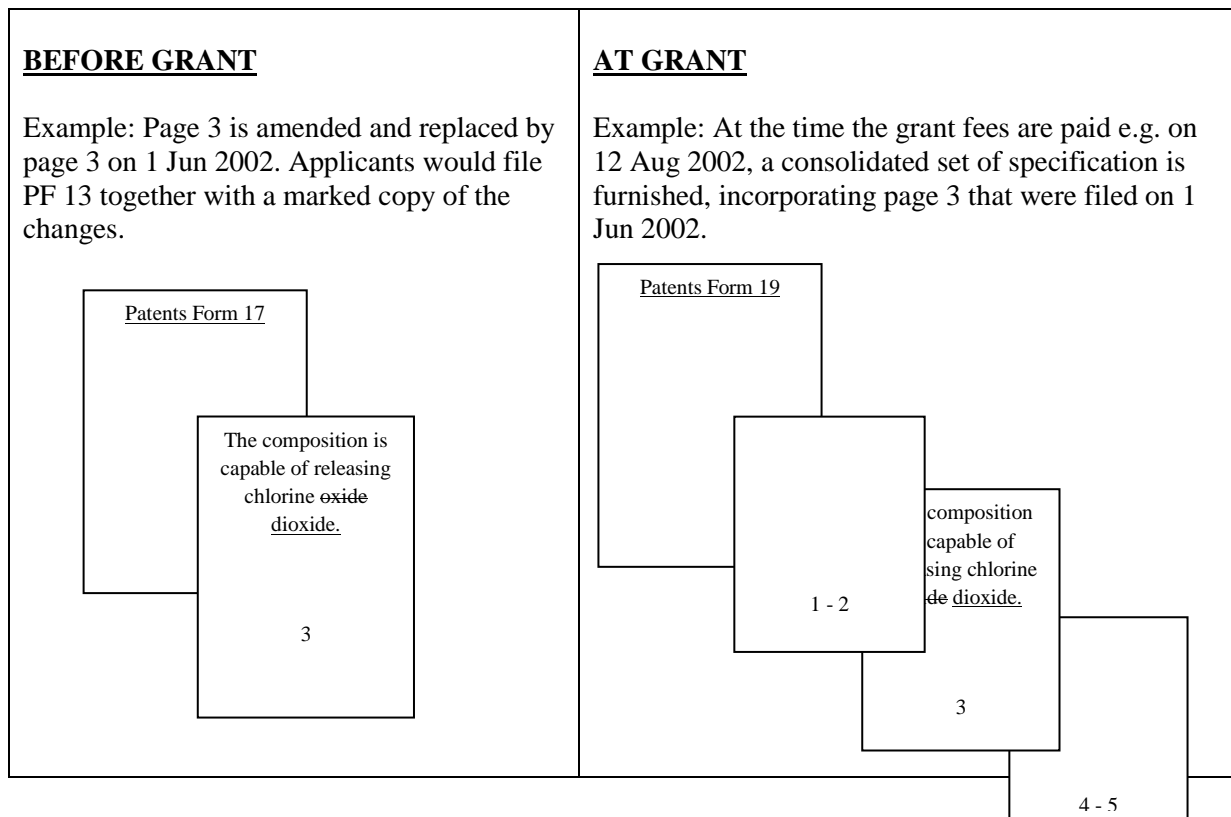 BEFORE GRANT
Example: Page 3 is amended and replaced by
page 3 on 1 Jun 2002. Applicants would file
PF 13 together with a marked copy of the
changes.
Patents Form 17
The composition is
capable of releasing
chlorine oxide
dioxide.
3
AT GRANT
Example: At the time the grant fees are paid e.g. on
12 Aug 2002, a consolidated set of specification is
furnished, incorporating page 3 that were filed on 1
Jun 2002.
Patents Form 19
1 - 2
composition
capable of
sing chlorine
de dioxide.
3
4 - 5